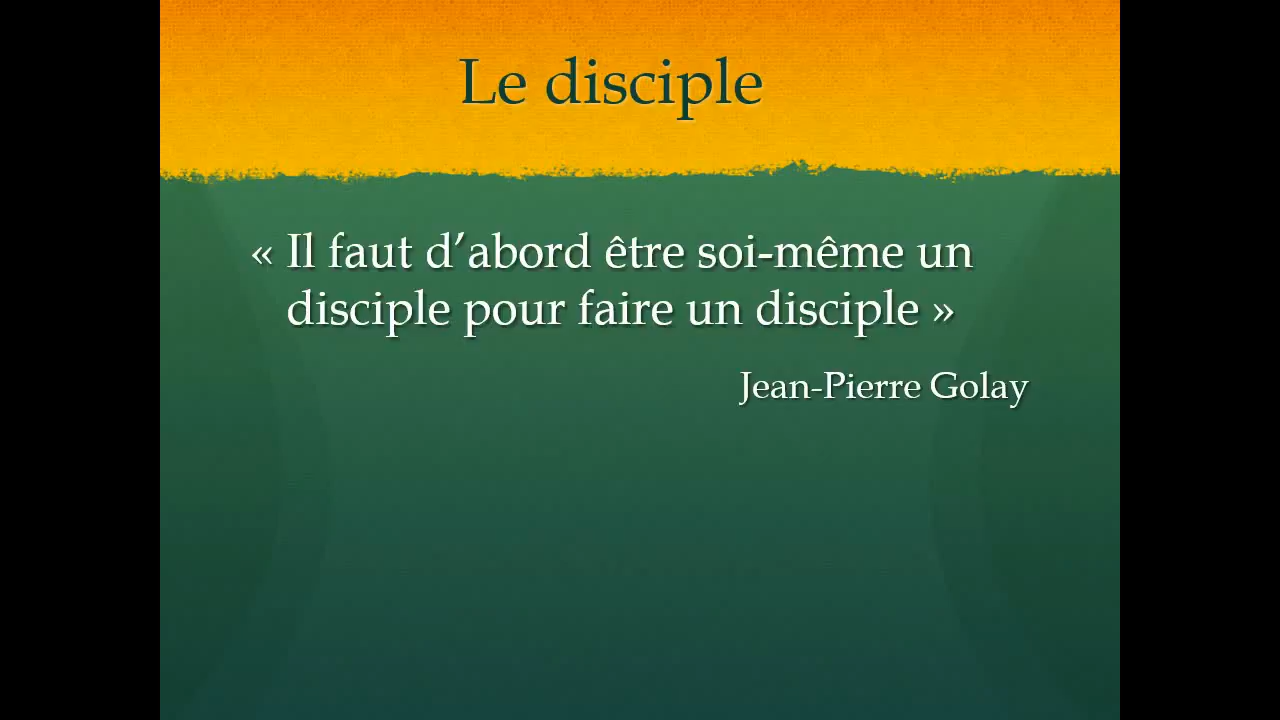 Le disciple
« Il faut d’abord être soi-même un
disciple pour faire un disciple »
Jean-Pierre Golay